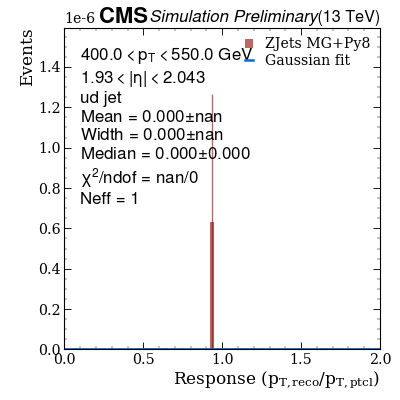 1e-6 CMS Simulation Preliminary (13 TeV)
Events
400.0 < pT < 550.0 GeV
1.93 < |η| < 2.043
ud jet
Mean = 0.000±nan
Width = 0.000±nan
Median = 0.000±0.000
χ²/ndof = nan/0
Neff = 1
ZJets MG+Py8
Gaussian fit
1.4
1.2
1.0
0.8
0.6
0.4
0.2
0.0
0.0 0.5 1.0 1.5 2.0
Response (pT,reco/pT,ptcl)